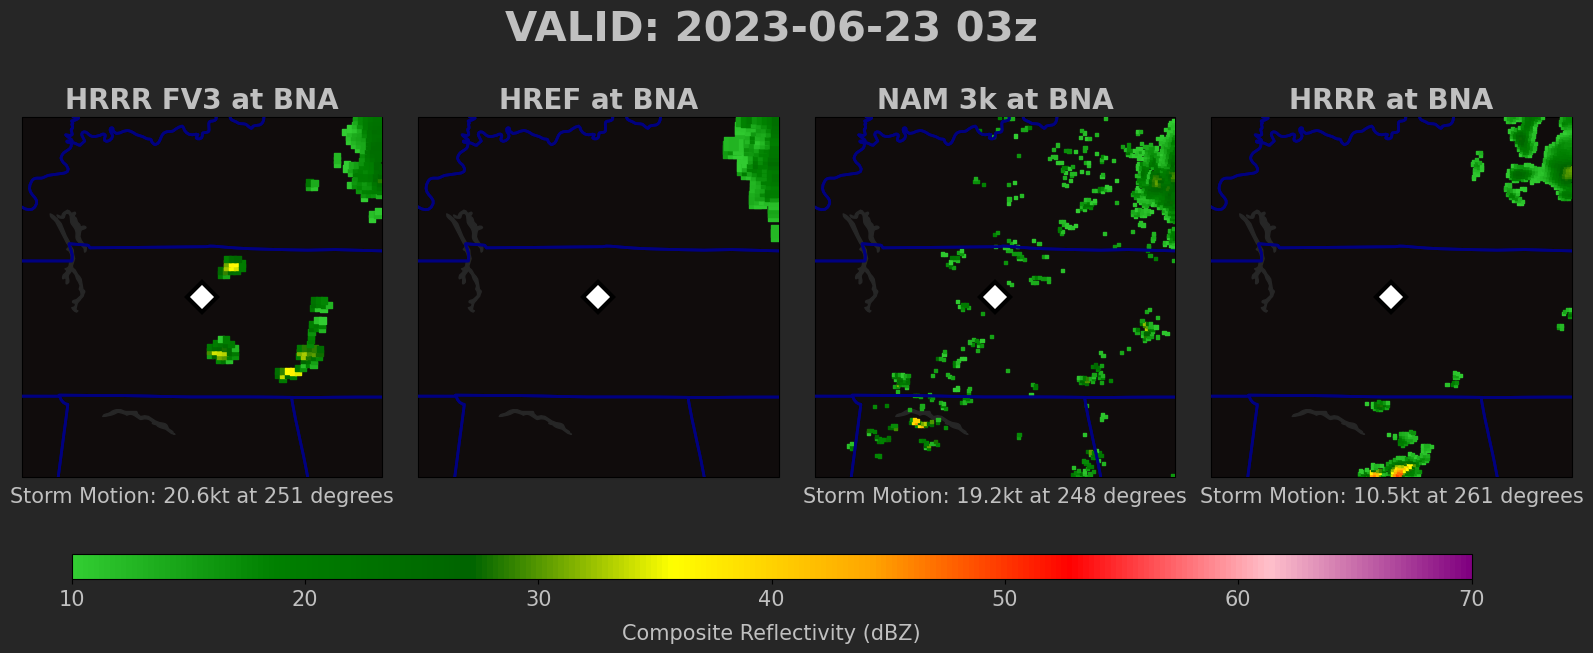 VALID: 2023-06-23 03z
HRRR FV3 at BNA
HREF at BNA
NAM 3k at BNA
HRRR at BNA
Storm Motion: 20.6kt at 251 degrees
Storm Motion: 19.2kt at 248 degrees
Storm Motion: 10.5kt at 261 degrees
10 20 30 40 50 60 70
Composite Reflectivity (dBZ)